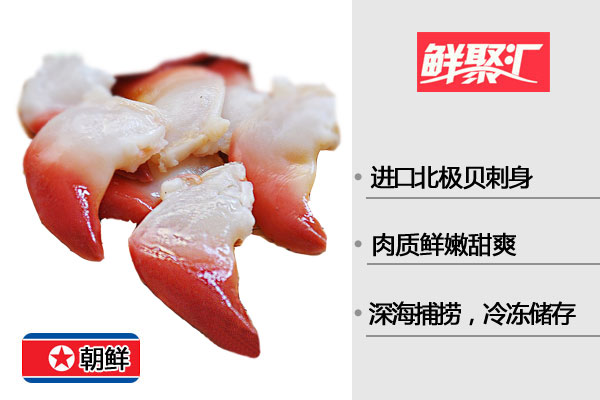 鲜聚汇
进口北极贝刺身
肉质鲜嫩甜爽
深海捕捞，冷冻储存
朝鲜